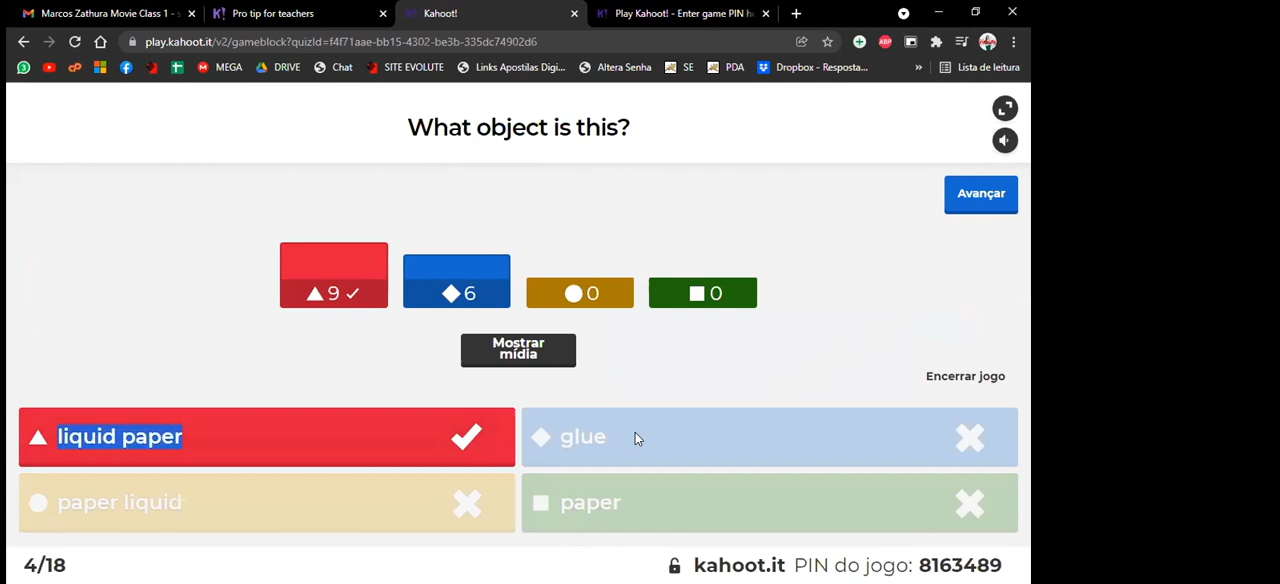 Marcos Zathura Movie Class 1 - s
Pro tip for teachers
Kahoot!
Play Kahoot! - Enter game PIN h
play.kahoot.it/v2/gameblock?quizId=f4f71aae-bb15-4302-be3b-335dc74902d6
MEGA
DRIVE
Chat
SITE EVOLUTE
Links Apostilas Digi...
Altera Senha
SE
PDA
Dropbox - Resposta...
»
Lista de leitura
What object is this?
Avançar
9
6
0
0
Mostrar
mídia
Encerrar jogo
liquid paper
glue
paper liquid
paper
4/18
kahoot.it PIN do jogo: 8163489